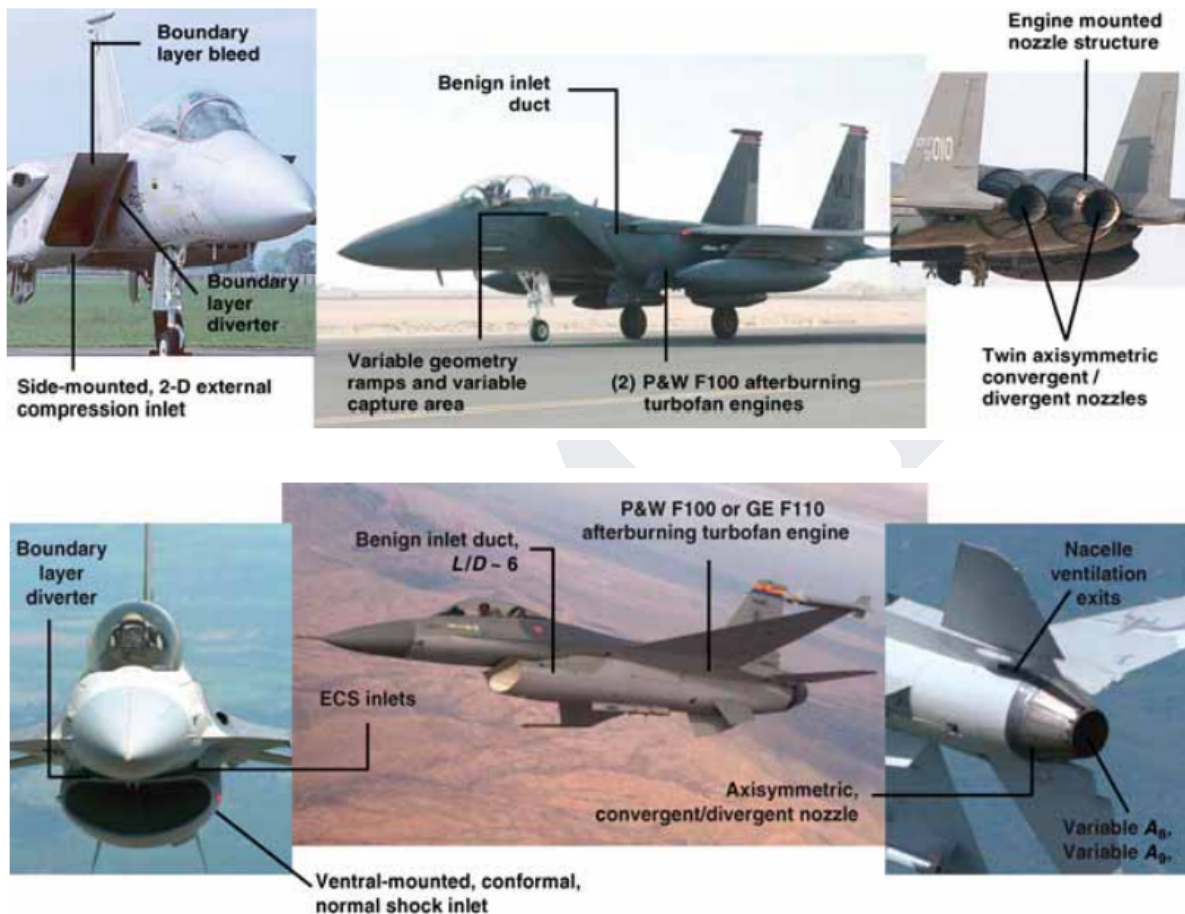 Boundary
layer bleed
Boundary
layer diverter
Side-mounted, 2-D external
compression inlet
Benign inlet
duct
Variable geometry
ramps and variable
capture area
(2) P&W F100 afterburning
turbofan engines
Engine mounted
nozzle structure
010
Twin axisymmetric
convergent /
divergent nozzles
MJ
Boundary
layer
diverter
ECS inlets
Ventral-mounted, conformal,
normal shock inlet
Benign inlet duct,
L/D ~ 6
P&W F100 or GE F110
afterburning turbofan engine
Axisymmetric,
convergent/divergent nozzle
Nacelle
ventilation
exits
Variable A₈,
Variable A₉,